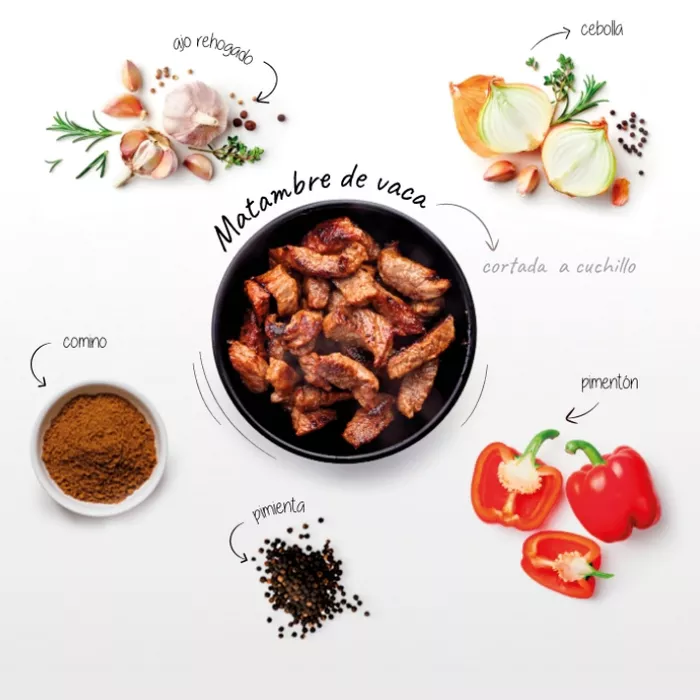 ajo rehogado
cebolla
Matambre de vaca
cortada a cuchillo
comino
pimentón
pimienta